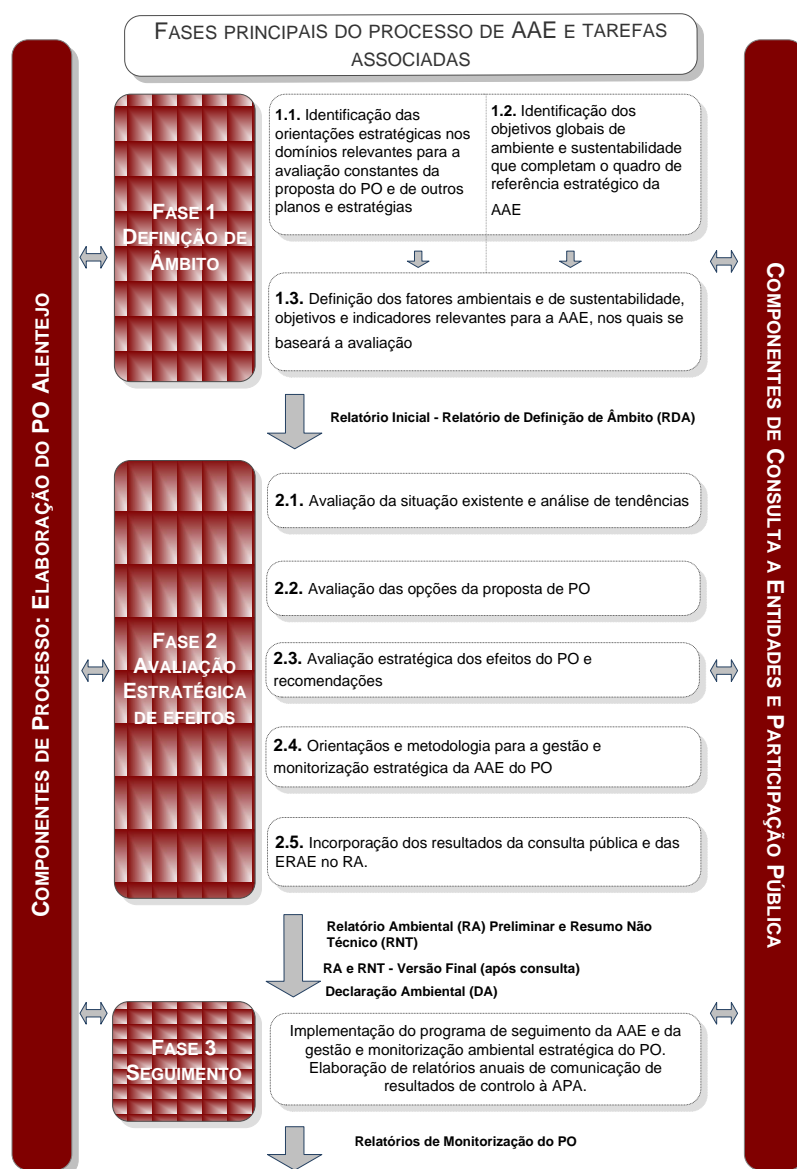 FASES PRINCIPAIS DO PROCESSO DE AAE E TAREFAS
ASSOCIADAS
COMPONENTES DE PROCESSO: ELABORAÇÃO DO PO ALENTEJO
FASE 1
DEFINIÇÃO DE
ÂMBITO
1.1. Identificação das
orientações estratégicas nos
domínios relevantes para a
avaliação constantes da
proposta do PO e de outros
planos e estratégias
1.2. Identificação dos
objetivos globais de
ambiente e sustentabilidade
que completam o quadro de
referência estratégico da
AAE
1.3. Definição dos fatores ambientais e de sustentabilidade,
objetivos e indicadores relevantes para a AAE, nos quais se
baseará a avaliação
Relatório Inicial - Relatório de Definição de Âmbito (RDA)
FASE 2
AVALIAÇÃO
ESTRATÉGICA
DE EFEITOS
2.1. Avaliação da situação existente e análise de tendências
2.2. Avaliação das opções da proposta de PO
2.3. Avaliação estratégica dos efeitos do PO e
recomendações
2.4. Orientaços e metodologia para a gestão e
monitorização estratégica da AAE do PO
2.5. Incorporação dos resultados da consulta pública e das
ERAE no RA.
Relatório Ambiental (RA) Preliminar e Resumo Não
Técnico (RNT)
RA e RNT - Versão Final (após consulta)
Declaração Ambiental (DA)
FASE 3
SEGUIMENTO
Implementação do programa de seguimento da AAE e da
gestão e monitorização ambiental estratégica do PO.
Elaboração de relatórios anuais de comunicação de
resultados de controlo à APA.
Relatórios de Monitorização do PO
COMPONENTES DE CONSULTA A ENTIDADES E PARTICIPAÇÃO PÚBLICA